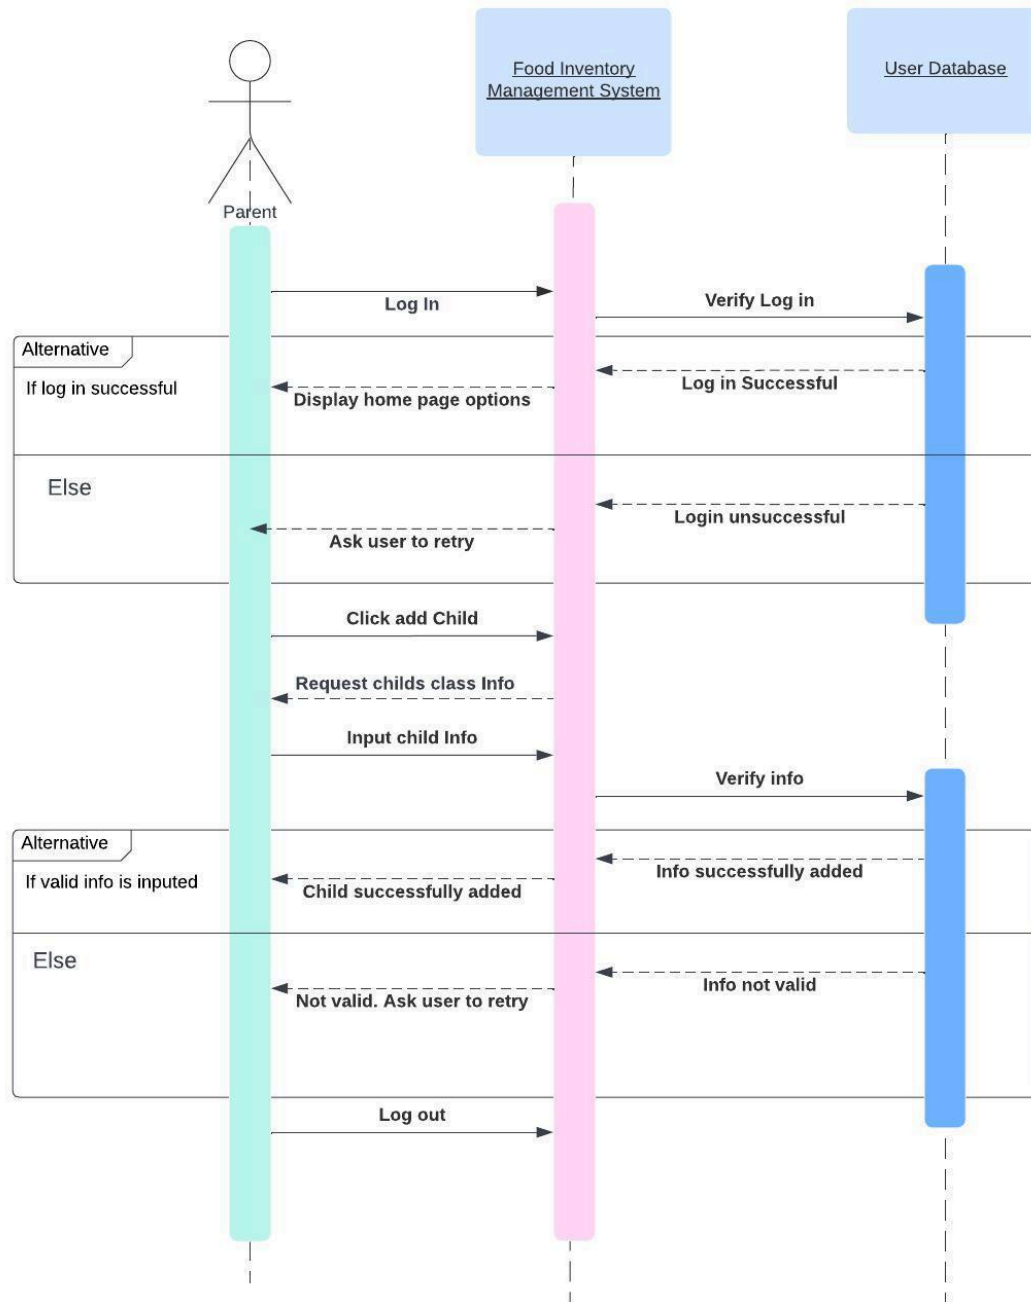 Food Inventory
Management System
User Database
Parent
Log In
Verify Log in
Alternative
If log in successful
Log in Successful
Display home page options
Else
Login unsuccessful
Ask user to retry
Click add Child
Request childs class Info
Input child Info
Verify info
Alternative
If valid info is inputed
Info successfully added
Child successfully added
Else
Info not valid
Not valid. Ask user to retry
Log out